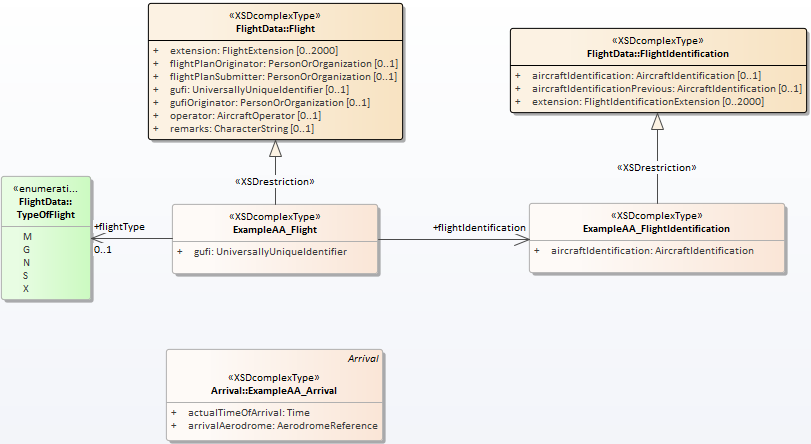 «XSDcomplexType»
FlightData::Flight
+ extension: FlightExtension [0..2000]
+ flightPlanOriginator: PersonOrOrganization [0..1]
+ flightPlanSubmitter: PersonOrOrganization [0..1]
+ gufi: UniversallyUniqueIdentifier [0..1]
+ gufiOriginator: PersonOrOrganization [0..1]
+ operator: AircraftOperator [0..1]
+ remarks: CharacterString [0..1]
«XSDcomplexType»
FlightData::FlightIdentification
+ aircraftIdentification: AircraftIdentification [0..1]
+ aircraftIdentificationPrevious: AircraftIdentification [0..1]
+ extension: FlightIdentificationExtension [0..2000]
«XSDrestriction»
«XSDrestriction»
«enumerati...
FlightData::
TypeOfFlight
M
G
N
S
X
+flightType
0..1
«XSDcomplexType»
ExampleAA_Flight
+ gufi: UniversallyUniqueIdentifier
+flightIdentification
«XSDcomplexType»
ExampleAA_FlightIdentification
+ aircraftIdentification: AircraftIdentification
Arrival
«XSDcomplexType»
Arrival::ExampleAA_Arrival
+ actualTimeOfArrival: Time
+ arrivalAerodrome: AerodromeReference